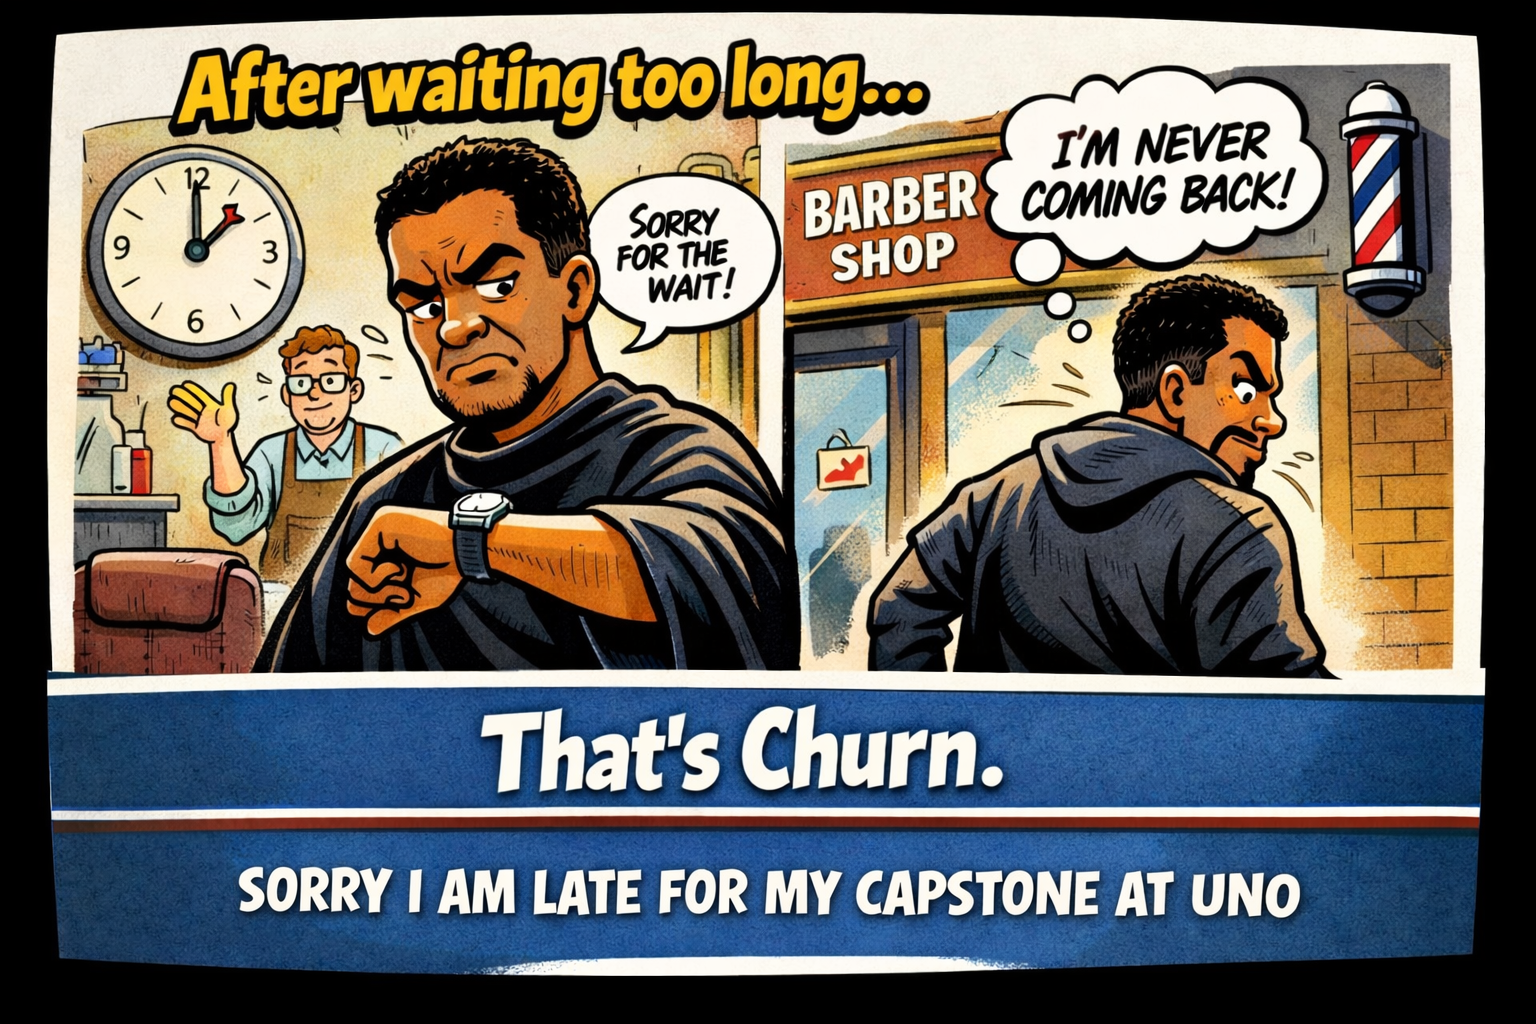 After waiting too long...
12
3
6
9
SORRY
FOR THE
WAIT!
BARBER
SHOP
I'M NEVER
COMING BACK!
That's Churn.
SORRY I AM LATE FOR MY CAPSTONE AT UNO